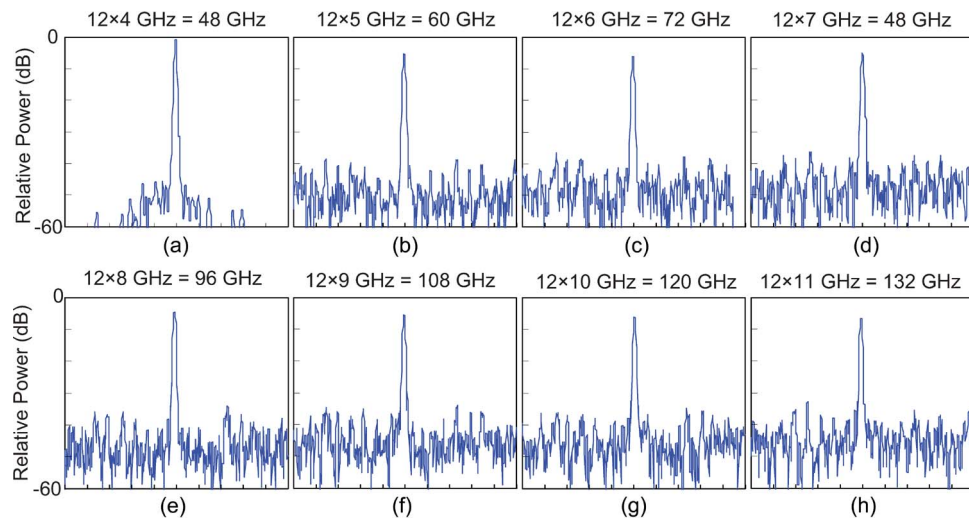 12×4 GHz = 48 GHz
12×5 GHz = 60 GHz
12×6 GHz = 72 GHz
12×7 GHz = 48 GHz
0
Relative Power (dB)
-60
(a)
(b)
(c)
(d)
12×8 GHz = 96 GHz
12×9 GHz = 108 GHz
12×10 GHz = 120 GHz
12×11 GHz = 132 GHz
0
Relative Power (dB)
-60
(e)
(f)
(g)
(h)